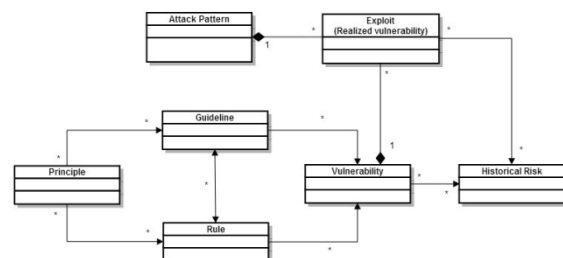 Attack Pattern
*
1
Exploit
(Realized vulnerability)
*
*
*
Guideline
*
*
*
1
Principle
*
*
Vulnerability
*
*
*
Historical Risk
*
*
Rule
*